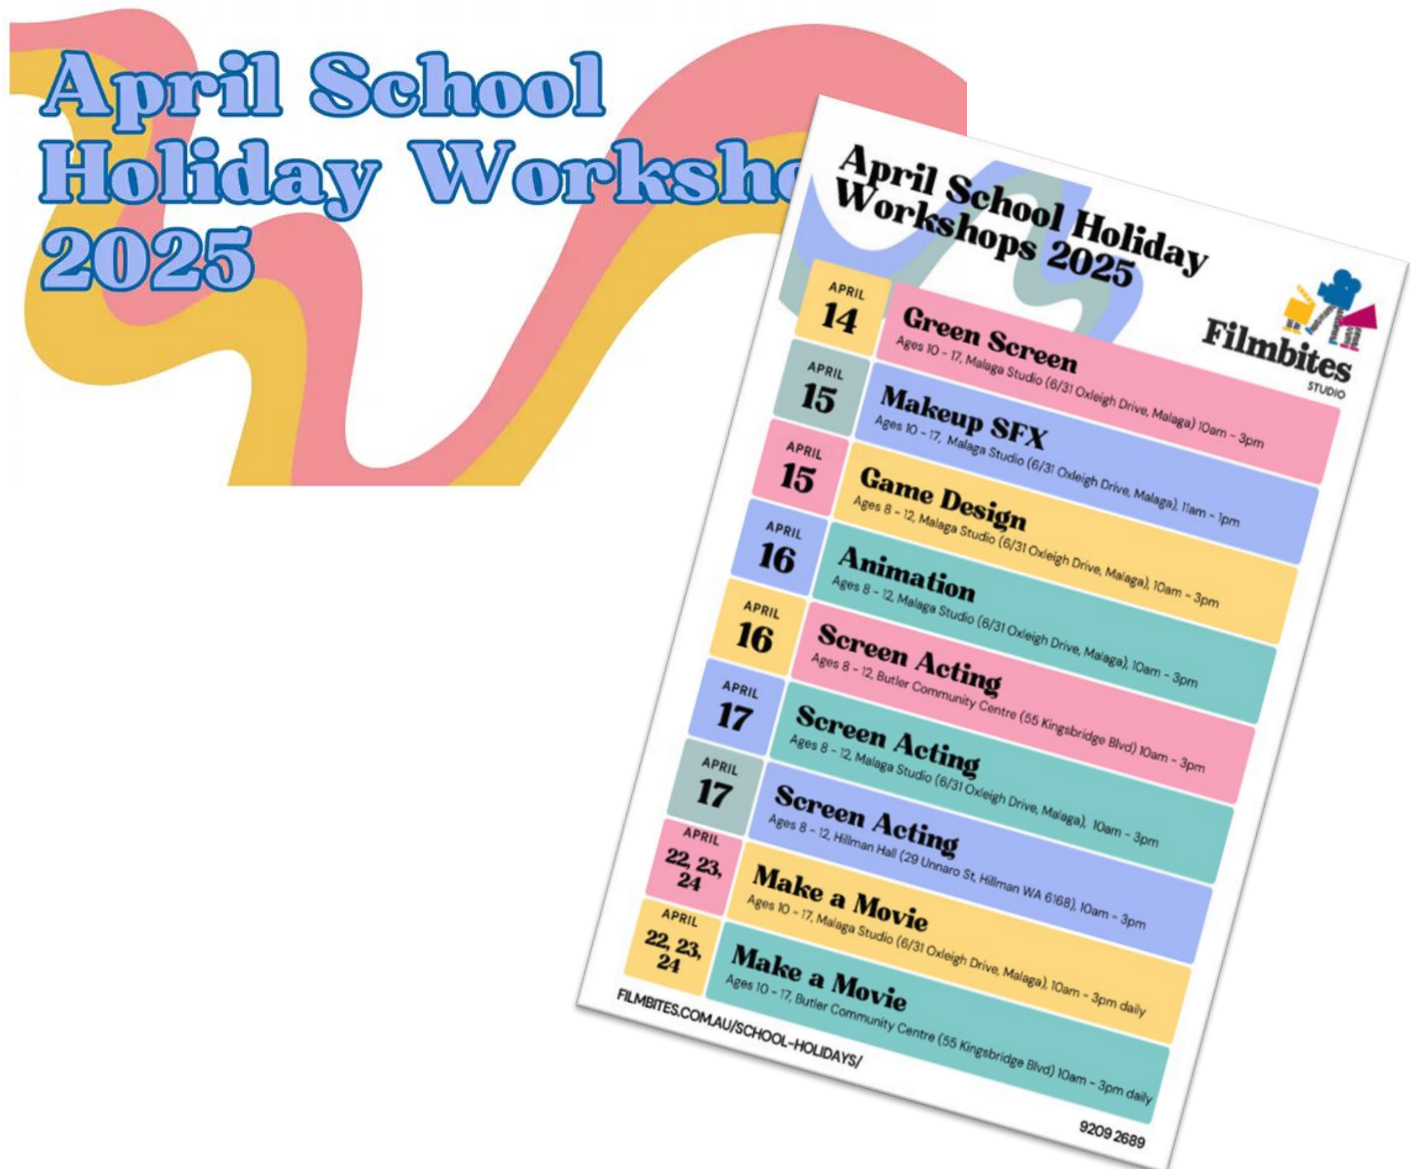 April School
Holiday Worksho
2025
April School Holiday
Workshops 2025
Filmbites
STUDIO
APRIL
14
Green Screen
Ages 10 - 17, Malaga Studio (6/31 Oxleigh Drive, Malaga) 10am - 3pm
APRIL
15
Makeup SFX
Ages 10 - 17, Malaga Studio (6/31 Oxleigh Drive, Malaga), 11am - 1pm
APRIL
15
Game Design
Ages 8 - 12, Malaga Studio (6/31 Oxleigh Drive, Malaga), 10am - 3pm
APRIL
16
Animation
Ages 8 - 12, Malaga Studio (6/31 Oxleigh Drive, Malaga), 10am - 3pm
APRIL
16
Screen Acting
Ages 8 - 12, Butler Community Centre (55 Kingsbridge Blvd) 10am - 3pm
APRIL
17
Screen Acting
Ages 8 - 12, Malaga Studio (6/31 Oxleigh Drive, Malaga), 10am - 3pm
APRIL
17
Screen Acting
Ages 8 - 12, Hillman Hall (29 Unnaro St, Hillman WA 6168), 10am - 3pm
APRIL
22, 23,
24
Make a Movie
Ages 10 - 17, Malaga Studio (6/31 Oxleigh Drive, Malaga), 10am - 3pm daily
APRIL
22, 23,
24
Make a Movie
Ages 10 - 17, Butler Community Centre (55 Kingsbridge Blvd) 10am - 3pm daily
FILMBITES.COM.AU/SCHOOL-HOLIDAYS/
9209 2689